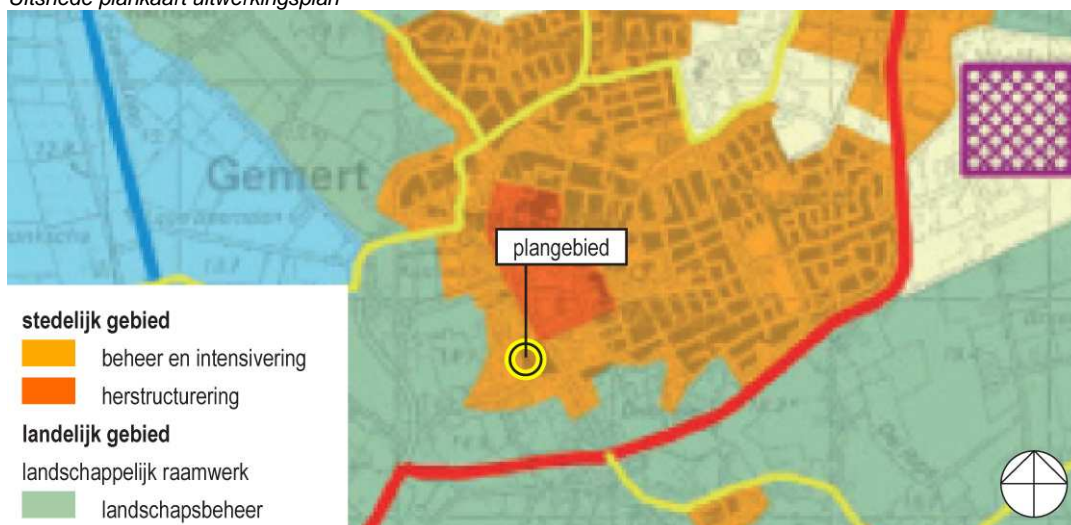 Uitsnede plankaart uitwerkingsplan
Gemert
plangebied
stedelijk gebied
beheer en intensivering
herstructurering
landelijk gebied
landschappelijk raamwerk
landschapsbeheer